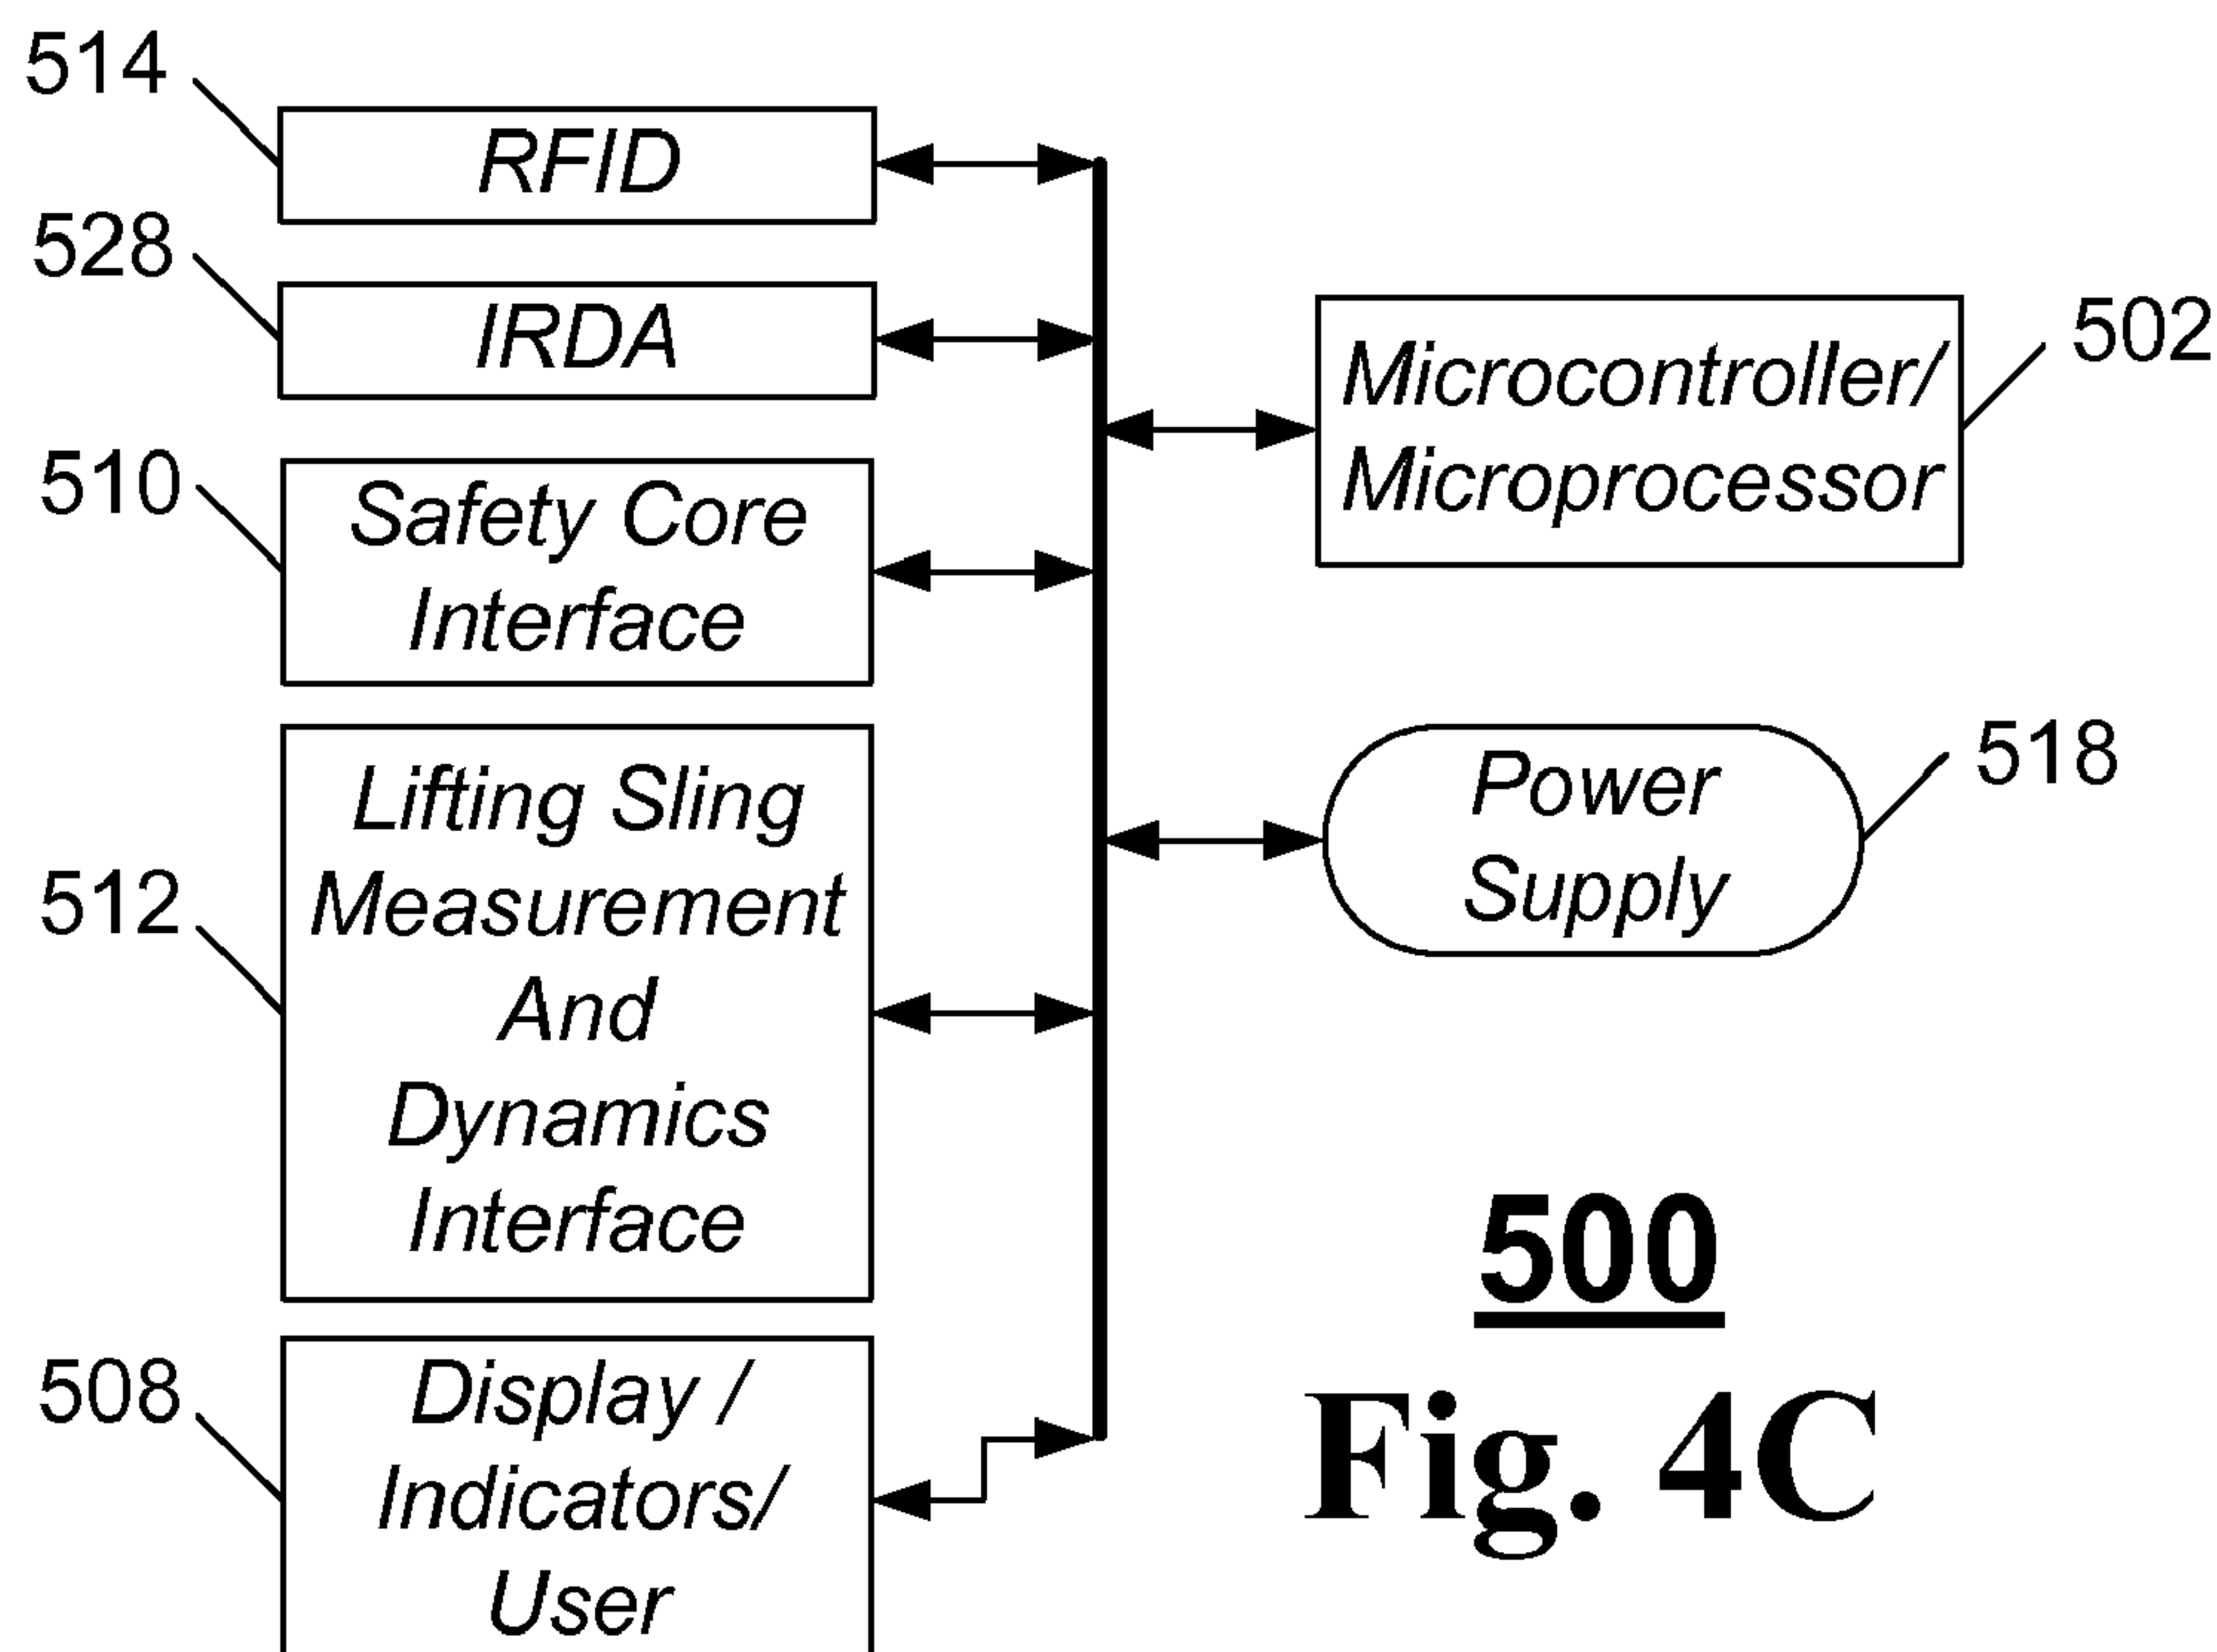 514
RFID
528
IRDA
502
Microcontroller/
Microprocessor
510
Safety Core
Interface
518
Power
Supply
512
Lifting Sling
Measurement
And
Dynamics
Interface
500
Fig. 4C
508
Display /
Indicators/
User